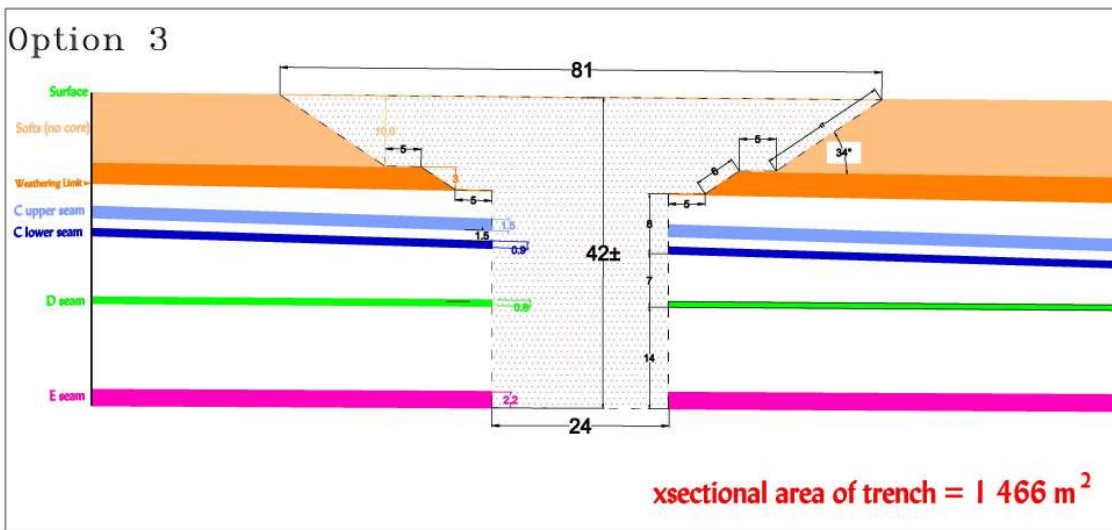 Option 3
81
Surface
Softs (no core)
10.0
5
5
34°
Weathering Limit
3
6
5
5
C upper seam
1.5
8
C lower seam
1.5
0.9
42±
7
D seam
0.8
14
E seam
2.2
24
xsectional area of trench = 1 466 m²